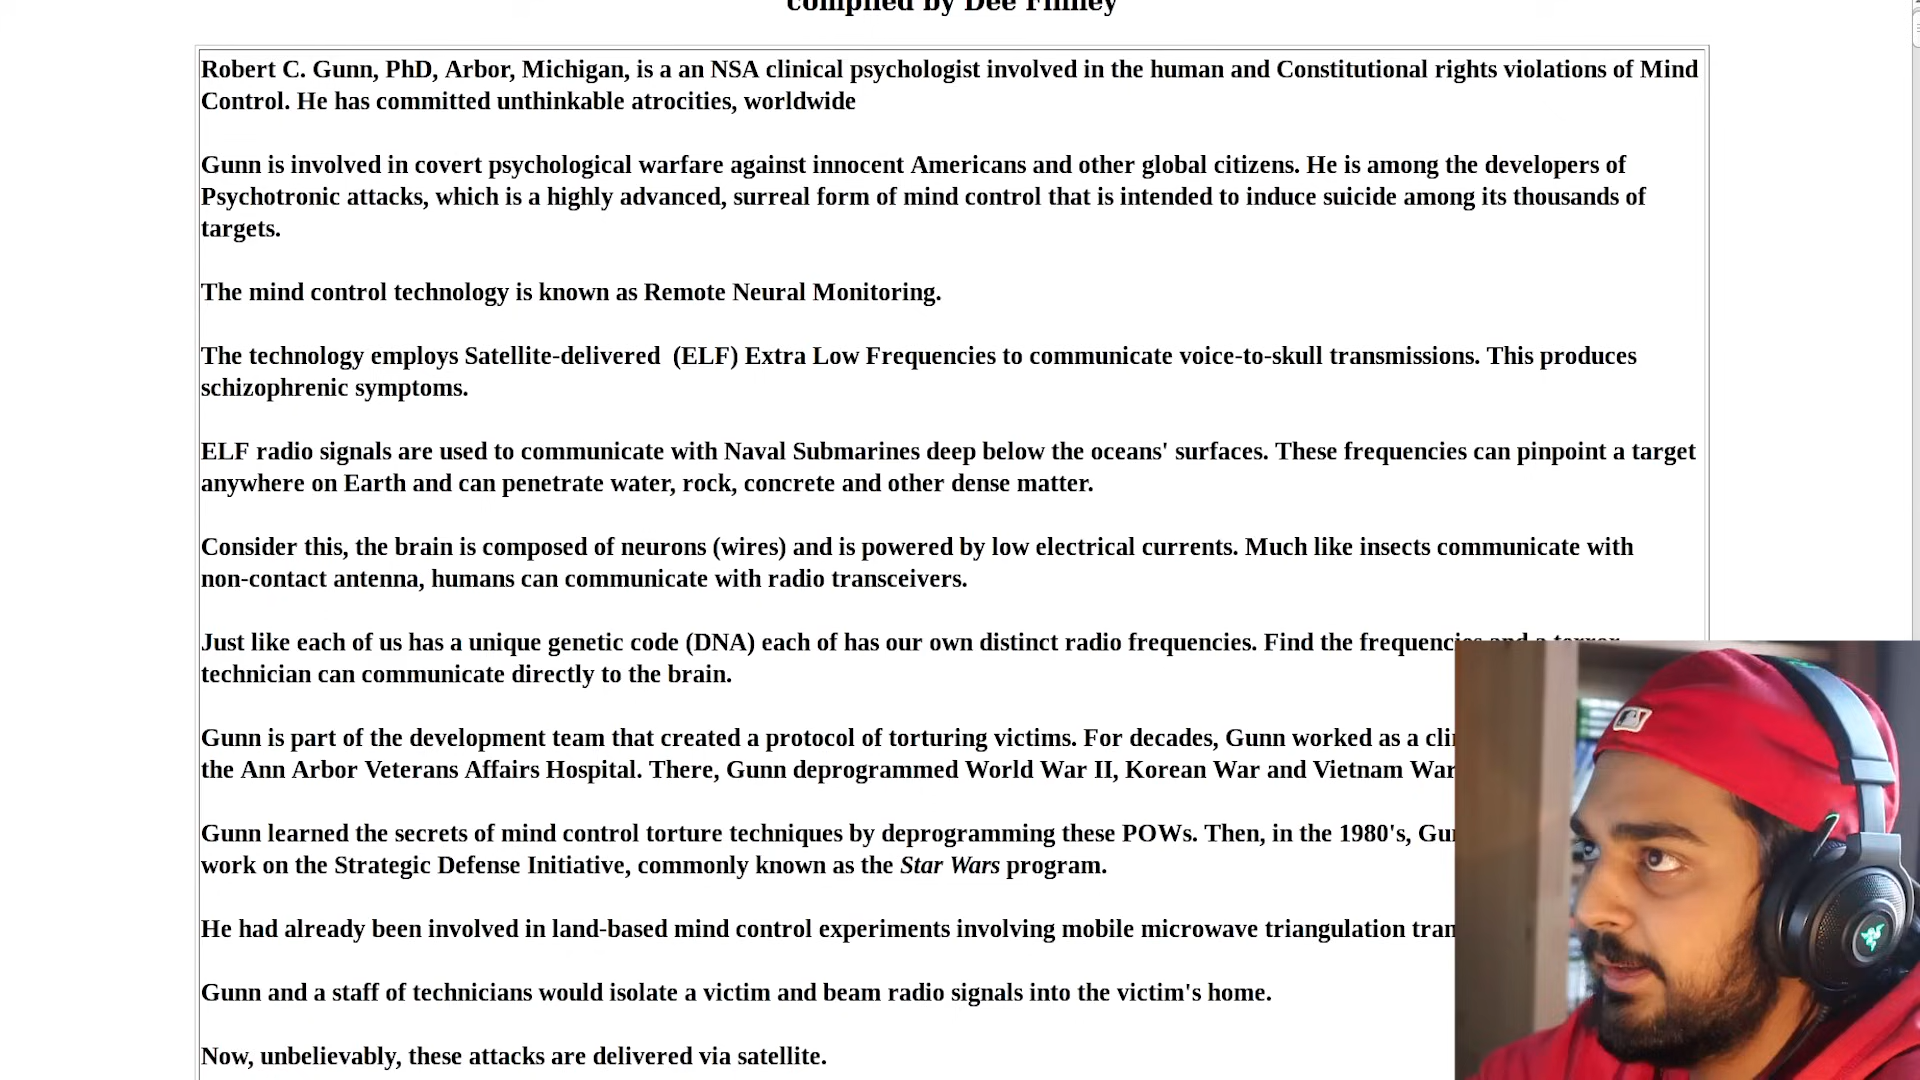 compiled by Dee Finney
Robert C. Gunn, PhD, Arbor, Michigan, is a an NSA clinical psychologist involved in the human and Constitutional rights violations of Mind
Control. He has committed unthinkable atrocities, worldwide
Gunn is involved in covert psychological warfare against innocent Americans and other global citizens. He is among the developers of
Psychotronic attacks, which is a highly advanced, surreal form of mind control that is intended to induce suicide among its thousands of
targets.
The mind control technology is known as Remote Neural Monitoring.
The technology employs Satellite-delivered  (ELF) Extra Low Frequencies to communicate voice-to-skull transmissions. This produces
schizophrenic symptoms.
ELF radio signals are used to communicate with Naval Submarines deep below the oceans' surfaces. These frequencies can pinpoint a target
anywhere on Earth and can penetrate water, rock, concrete and other dense matter.
Consider this, the brain is composed of neurons (wires) and is powered by low electrical currents. Much like insects communicate with
non-contact antenna, humans can communicate with radio transceivers.
Just like each of us has a unique genetic code (DNA) each of has our own distinct radio frequencies. Find the frequencies and a terror
technician can communicate directly to the brain.
Gunn is part of the development team that created a protocol of torturing victims. For decades, Gunn worked as a
the Ann Arbor Veterans Affairs Hospital. There, Gunn deprogrammed World War II, Korean War and Vietnam War
Gunn learned the secrets of mind control torture techniques by deprogramming these POWs. Then, in the 1980's,
work on the Strategic Defense Initiative, commonly known as the Star Wars program.
He had already been involved in land-based mind control experiments involving mobile microwave triangulation
Gunn and a staff of technicians would isolate a victim and beam radio signals into the victim's home.
Now, unbelievably, these attacks are delivered via satellite.